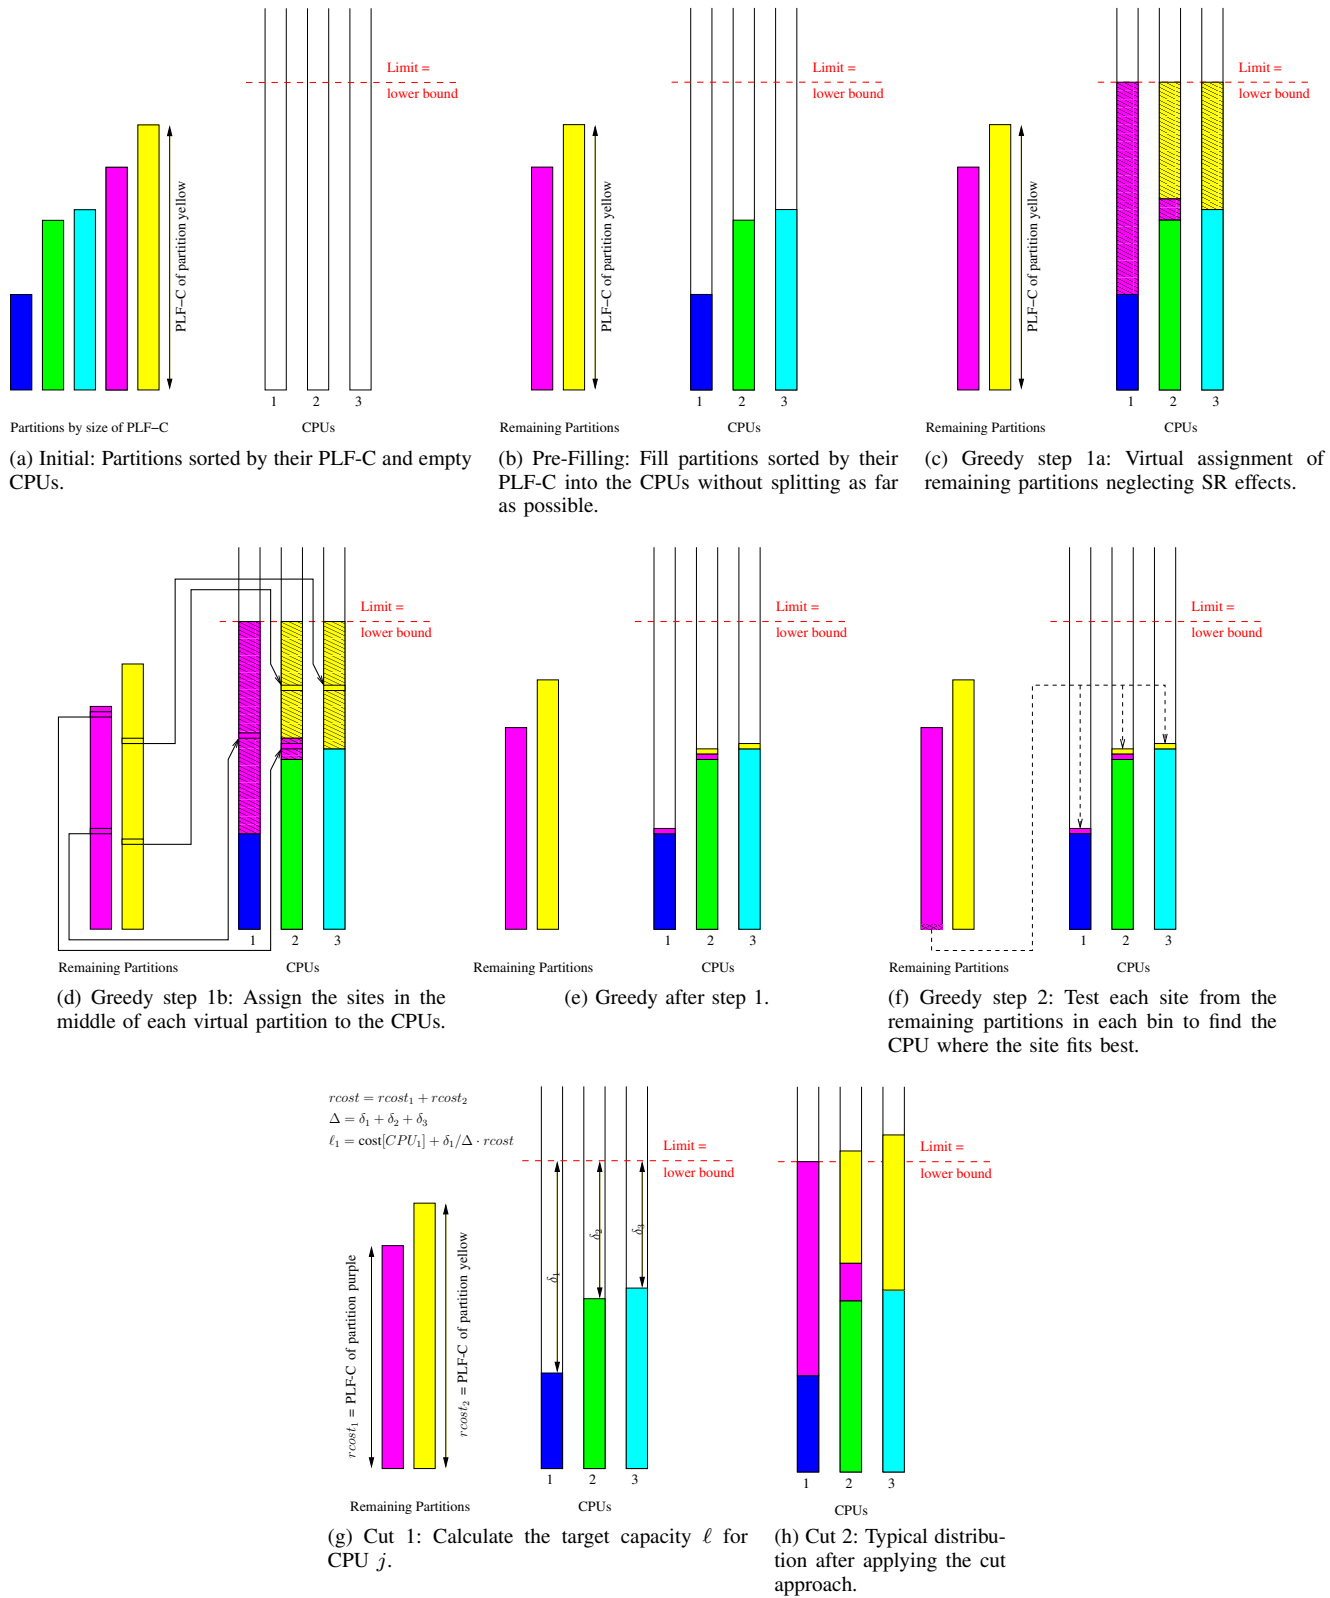 Limit =
lower bound
PLF−C of partition yellow
1 2 3
Partitions by size of PLF−C
CPUs
(a) Initial: Partitions sorted by their PLF-C and empty
CPUs.
Limit =
lower bound
PLF−C of partition yellow
1 2 3
Remaining Partitions
CPUs
(b) Pre-Filling: Fill partitions sorted by their
PLF-C into the CPUs without splitting as far
as possible.
Limit =
lower bound
PLF−C of partition yellow
1 2 3
Remaining Partitions
CPUs
(c) Greedy step 1a: Virtual assignment of
remaining partitions neglecting SR effects.
Limit =
lower bound
1 2 3
Remaining Partitions
CPUs
(d) Greedy step 1b: Assign the sites in the
middle of each virtual partition to the CPUs.
Limit =
lower bound
1 2 3
Remaining Partitions
CPUs
(e) Greedy after step 1.
Limit =
lower bound
1 2 3
Remaining Partitions
CPUs
(f) Greedy step 2: Test each site from the
remaining partitions in each bin to find the
CPU where the site fits best.
rcost = rcost₁ + rcost₂
Δ = δ₁ + δ₂ + δ₃
ℓ₁ = cost[CPU₁] + δ₁/Δ · rcost
Limit =
lower bound
δ₁
δ₂
δ₃
rcost₁ = PLF-C of partition purple
rcost₂ = PLF-C of partition yellow
1 2 3
Remaining Partitions
CPUs
(g) Cut 1: Calculate the target capacity ℓ for
CPU j.
Limit =
lower bound
1 2 3
CPUs
(h) Cut 2: Typical distribu-
tion after applying the cut
approach.